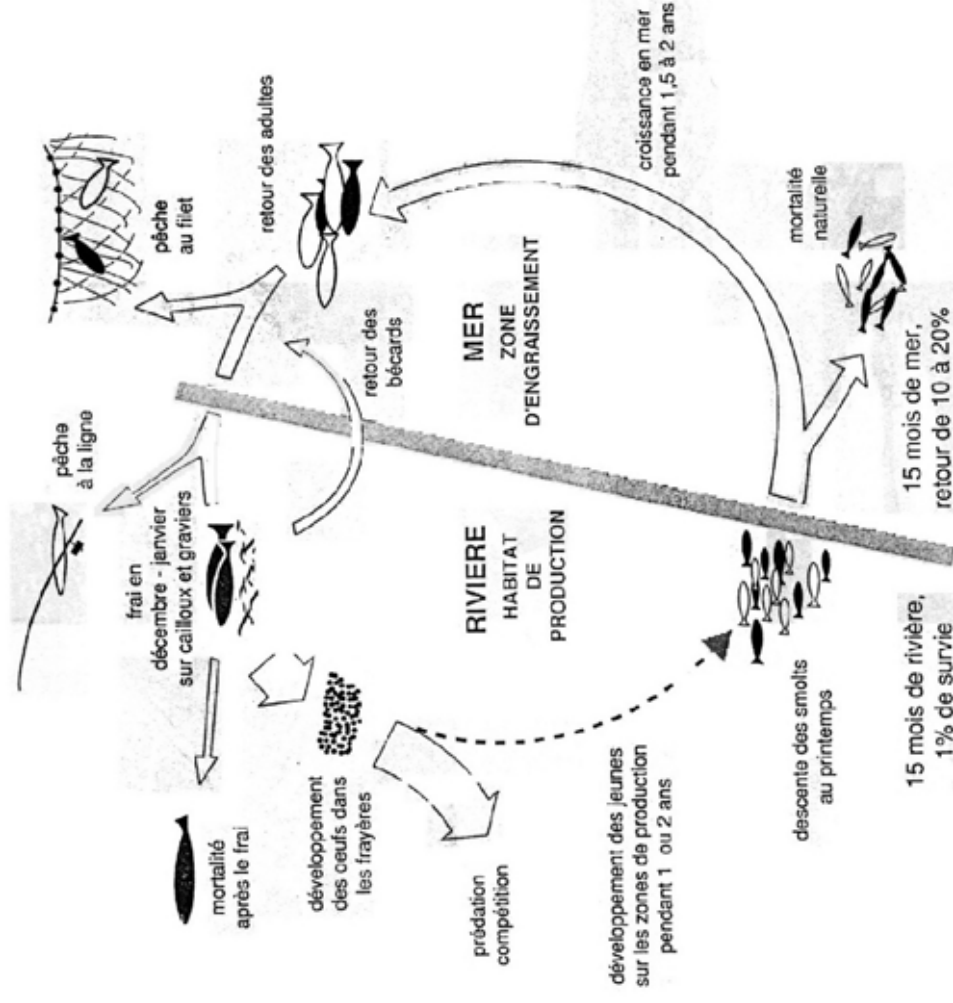 pêche
à la ligne
pêche
au filet
frai en
décembre - janvier
sur cailloux et graviers
retour des adultes
mortalité
après le frai
retour des
bécards
développement
des oeufs dans
les frayères
RIVIERE
HABITAT
DE
PRODUCTION
MER
ZONE
D'ENGRAISSEMENT
prédation
compétition
croissance en mer
pendant 1,5 à 2 ans
développement des jeunes
sur les zones de production
pendant 1 ou 2 ans
descente des smolts
au printemps
mortalité
naturelle
15 mois de rivière,
1% de survie
15 mois de mer,
retour de 10 à 20%